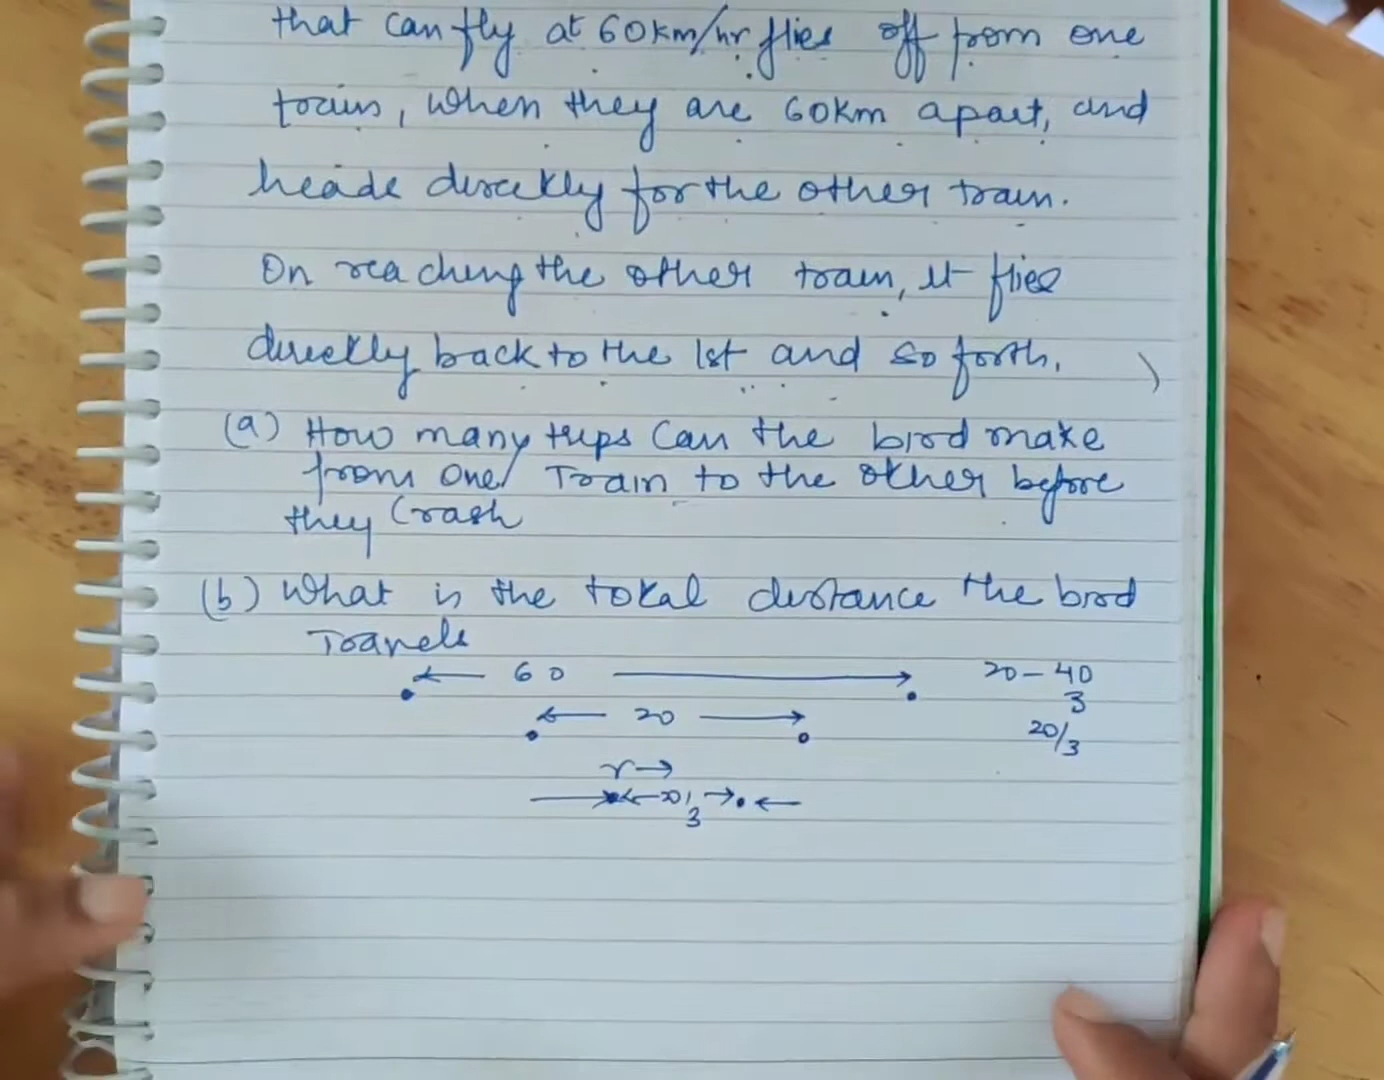 that can fly at 60km/hr flies off from one
train, when they are 60km apart, and
heads directly for the other train.
On reaching the other train, it flies
directly back to the 1st and so forth.
(a) How many trips can the bird make
from one Train to the other before
they Crash
(b) What is the total distance the bird
Travels
← 60 → 20-40
3
← 20 → 20/3
r→
→ ←20/3→ ←